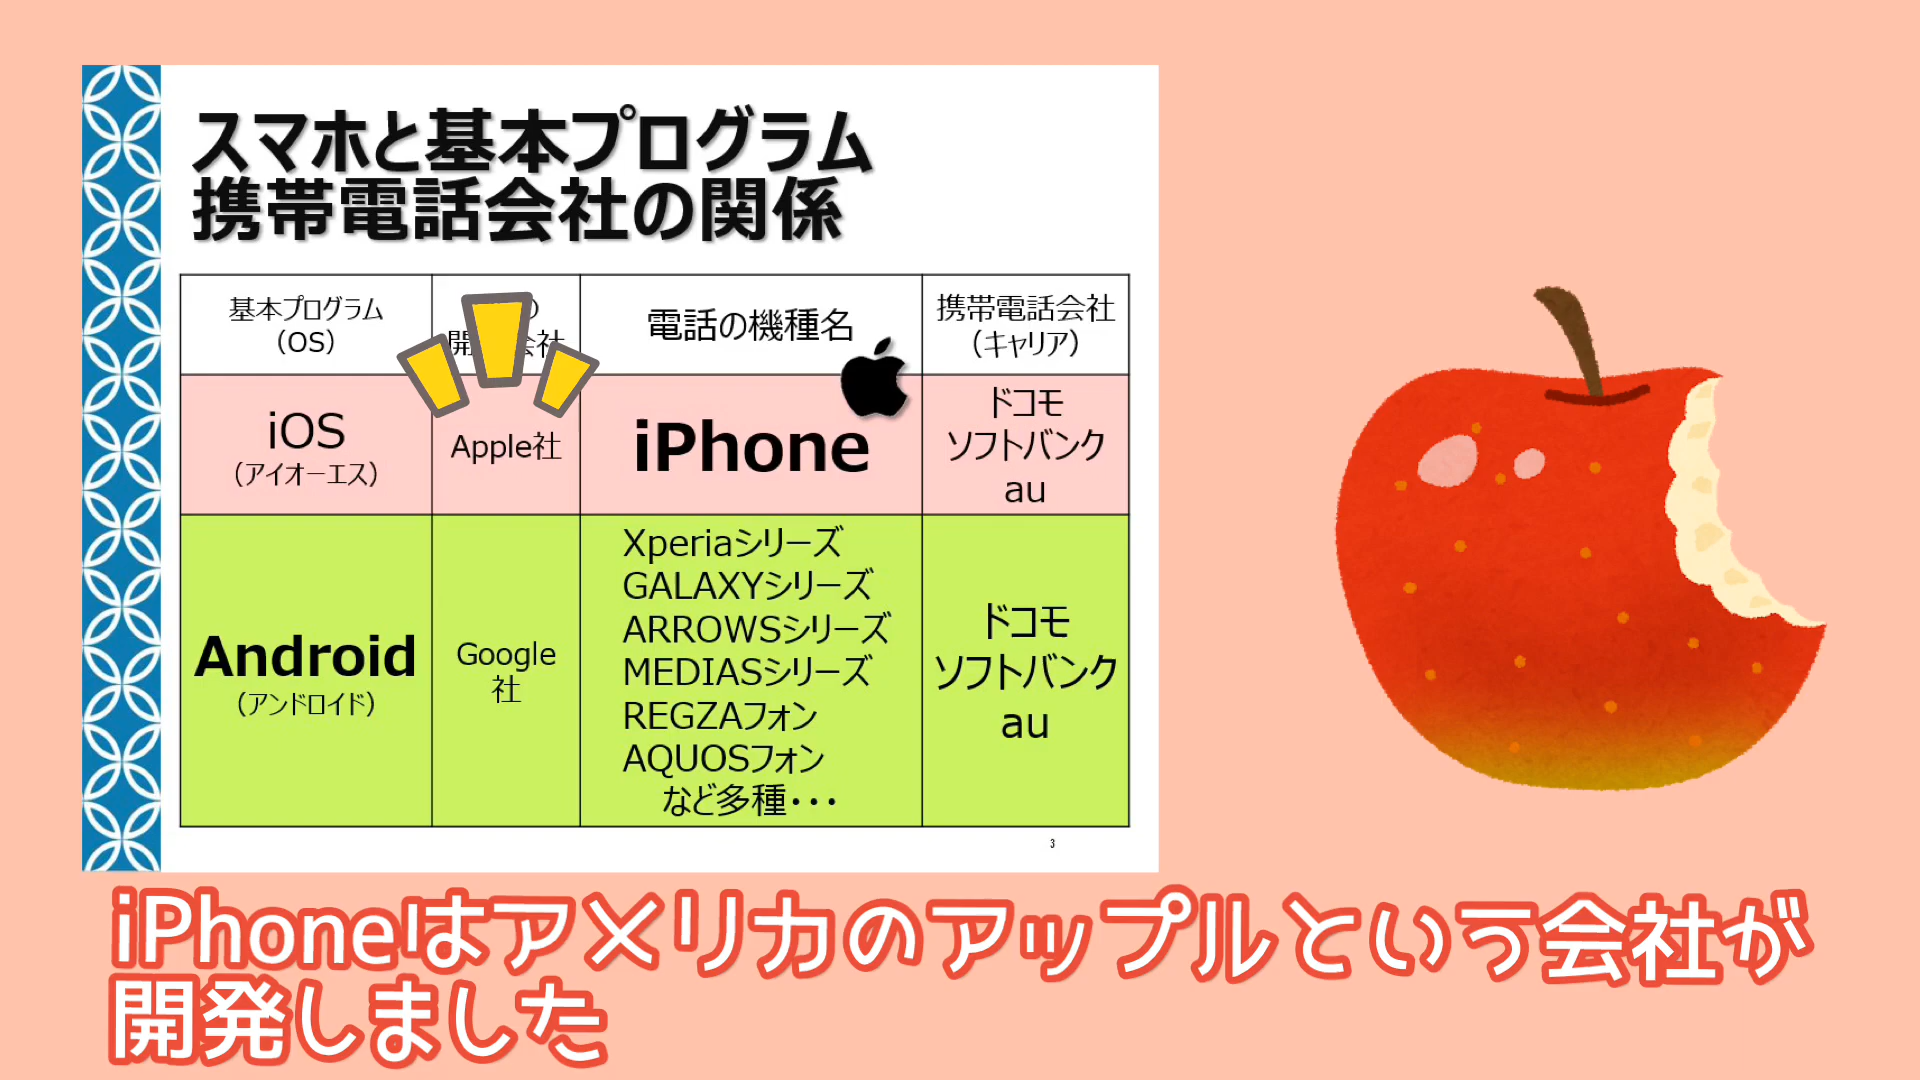 スマホと基本プログラム
携帯電話会社の関係
基本プログラム
（OS）
の
開 会社
電話の機種名
携帯電話会社
（キャリア）
iOS
（アイオーエス）
Apple社
iPhone
ドコモ
ソフトバンク
au
Android
（アンドロイド）
Google
社
Xperiaシリーズ
GALAXYシリーズ
ARROWSシリーズ
MEDIASシリーズ
REGZAフォン
AQUOSフォン
など多種・・・
ドコモ
ソフトバンク
au
3
iPhoneはアメリカのアップルという会社が
開発しました